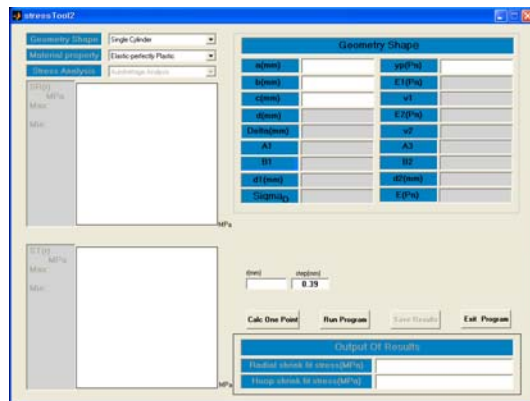 stressTool2
Geometry Shape
Single Cylinder
Material property
Elastic-perfectly Plastic
Stress Analysis
Autofrettage Analysis
SR(r)
MPa
Max:
Min:
MPa
ST(r)
MPa
Max:
Min:
MPa
Geometry Shape
a(mm)
yp(Pa)
b(mm)
E1(Pa)
c(mm)
v1
d(mm)
E2(Pa)
Delta(mm)
v2
A1
A3
B1
B2
d1(mm)
d2(mm)
Sigma_D
E(Pa)
r(mm)
step(mm)
0.39
Calc One Point
Run Program
Save Results
Exit Program
Output Of Results
Radial shrink fit stress(MPa)
Hoop shrink fit stress(MPa)